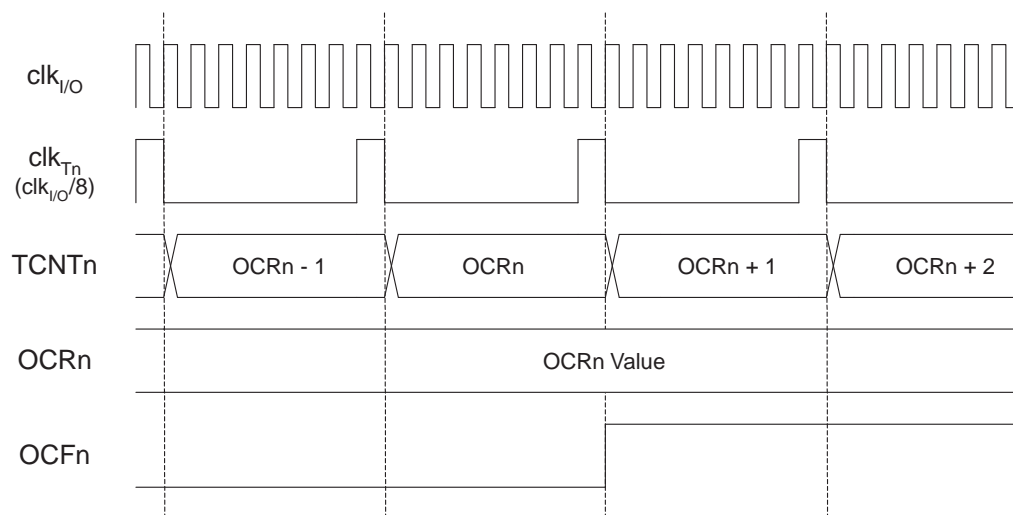 clkI/O
clkTn
(clkI/O/8)
TCNTn OCRn - 1 OCRn OCRn + 1 OCRn + 2
OCRn OCRn Value
OCFn